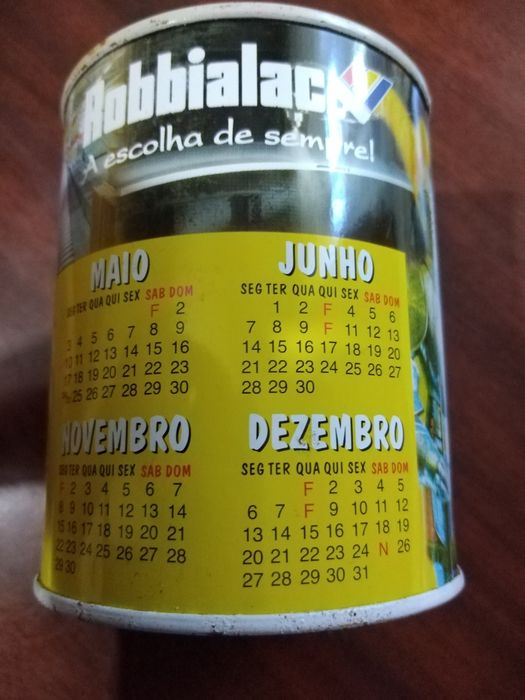 Robbialac
A escolha de sempre!
MAIO
SEG TER QUA QUI SEX SAB DOM
F 2
3 4 5 6 7 8 9
10 11 12 13 14 15 16
17 18 19 20 21 22 23
25 26 27 28 29 30
JUNHO
SEG TER QUA QUI SEX SAB DOM
1 2 F 4 5 6
7 8 9 F 11 12 13
14 15 16 17 18 19 20
21 22 23 24 25 26 27
28 29 30
NOVEMBRO
SEG TER QUA QUI SEX SAB DOM
F 2 3 4 5 6 7
8 9 10 11 12 13 14
15 16 17 18 19 20 21
22 23 24 25 26 27 28
29 30
DEZEMBRO
SEG TER QUA QUI SEX SAB DOM
F 2 3 4 5
6 7 F 9 10 11 12
13 14 15 16 17 18 19
20 21 22 23 24 N 26
27 28 29 30 31